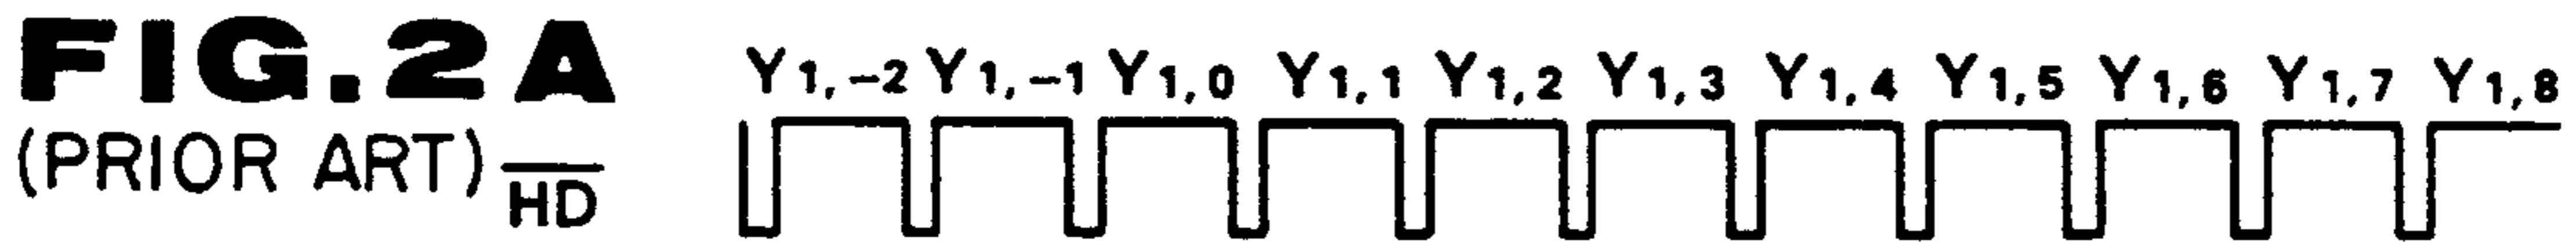 FIG.2A Y1,-2 Y1,-1 Y1,0 Y1,1 Y1,2 Y1,3 Y1,4 Y1,5 Y1,6 Y1,7 Y1,8
(PRIOR ART) H̅D̅